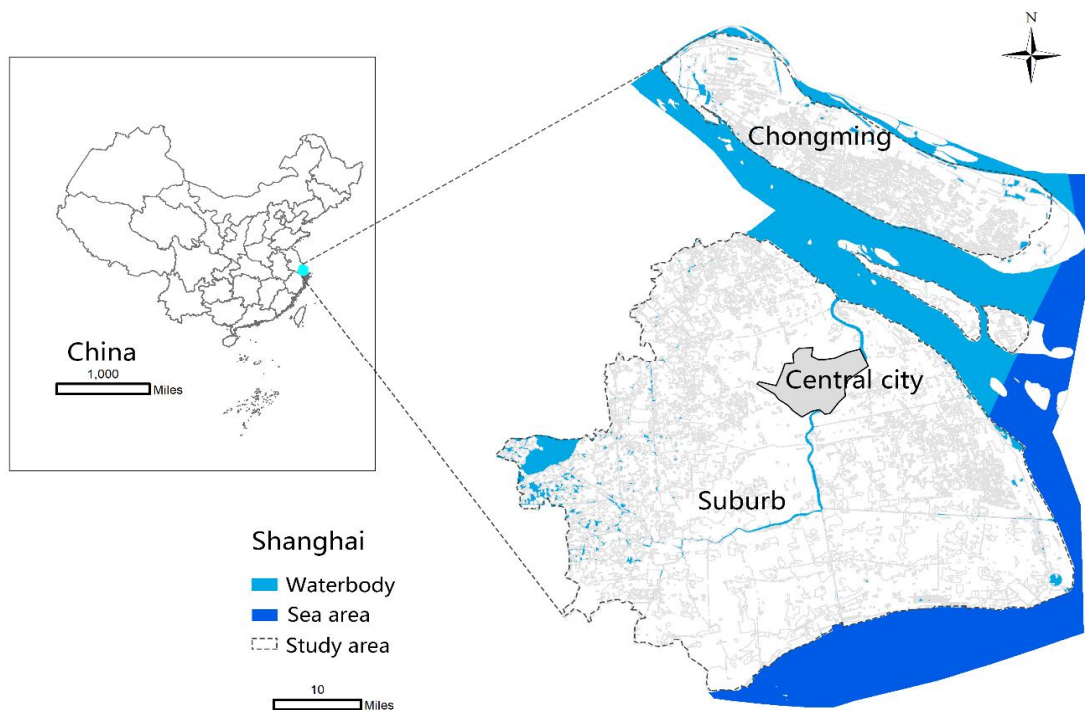 N
Chongming
China
1,000
Miles
Central city
Suburb
Shanghai
Waterbody
Sea area
Study area
10
Miles